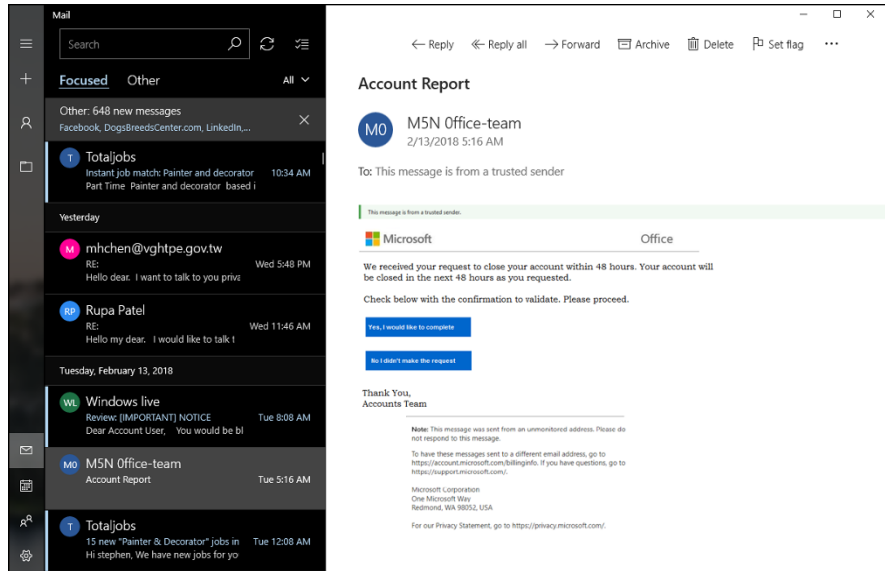 Mail
Search
Focused Other All
Other: 648 new messages
Facebook, DogsBreedsCenter.com, LinkedIn,...
T Totaljobs
Instant job match: Painter and decorator 10:34 AM
Part Time Painter and decorator based i
Yesterday
M mhchen@vghtpe.gov.tw
RE: Wed 5:48 PM
Hello dear. I want to talk to you priva
RP Rupa Patel
RE: Wed 11:46 AM
Hello my dear. I would like to talk t
Tuesday, February 13, 2018
WL Windows live
Review: [IMPORTANT] NOTICE Tue 8:08 AM
Dear Account User, You would be bl
M0 M5N 0ffice-team
Account Report Tue 5:16 AM
T Totaljobs
15 new "Painter & Decorator" jobs in Tue 12:08 AM
Hi stephen, We have new jobs for yo
Reply Reply all Forward Archive Delete Set flag
Account Report
M0 M5N 0ffice-team
2/13/2018 5:16 AM
To: This message is from a trusted sender
This message is from a trusted sender.
Microsoft Office
We received your request to close your account within 48 hours. Your account will
be closed in the next 48 hours as you requested.
Check below with the confirmation to validate. Please proceed.
Yes, I would like to complete
No I didn't make the request
Thank You,
Accounts Team
Note: This message was sent from an unmonitored address. Please do
not respond to this message.
To have these messages sent to a different email address, go to
https://account.microsoft.com/billinginfo. If you have questions, go to
https://support.microsoft.com/.
Microsoft Corporation
One Microsoft Way
Redmond, WA 98052, USA
For our Privacy Statement, go to https://privacy.microsoft.com/.